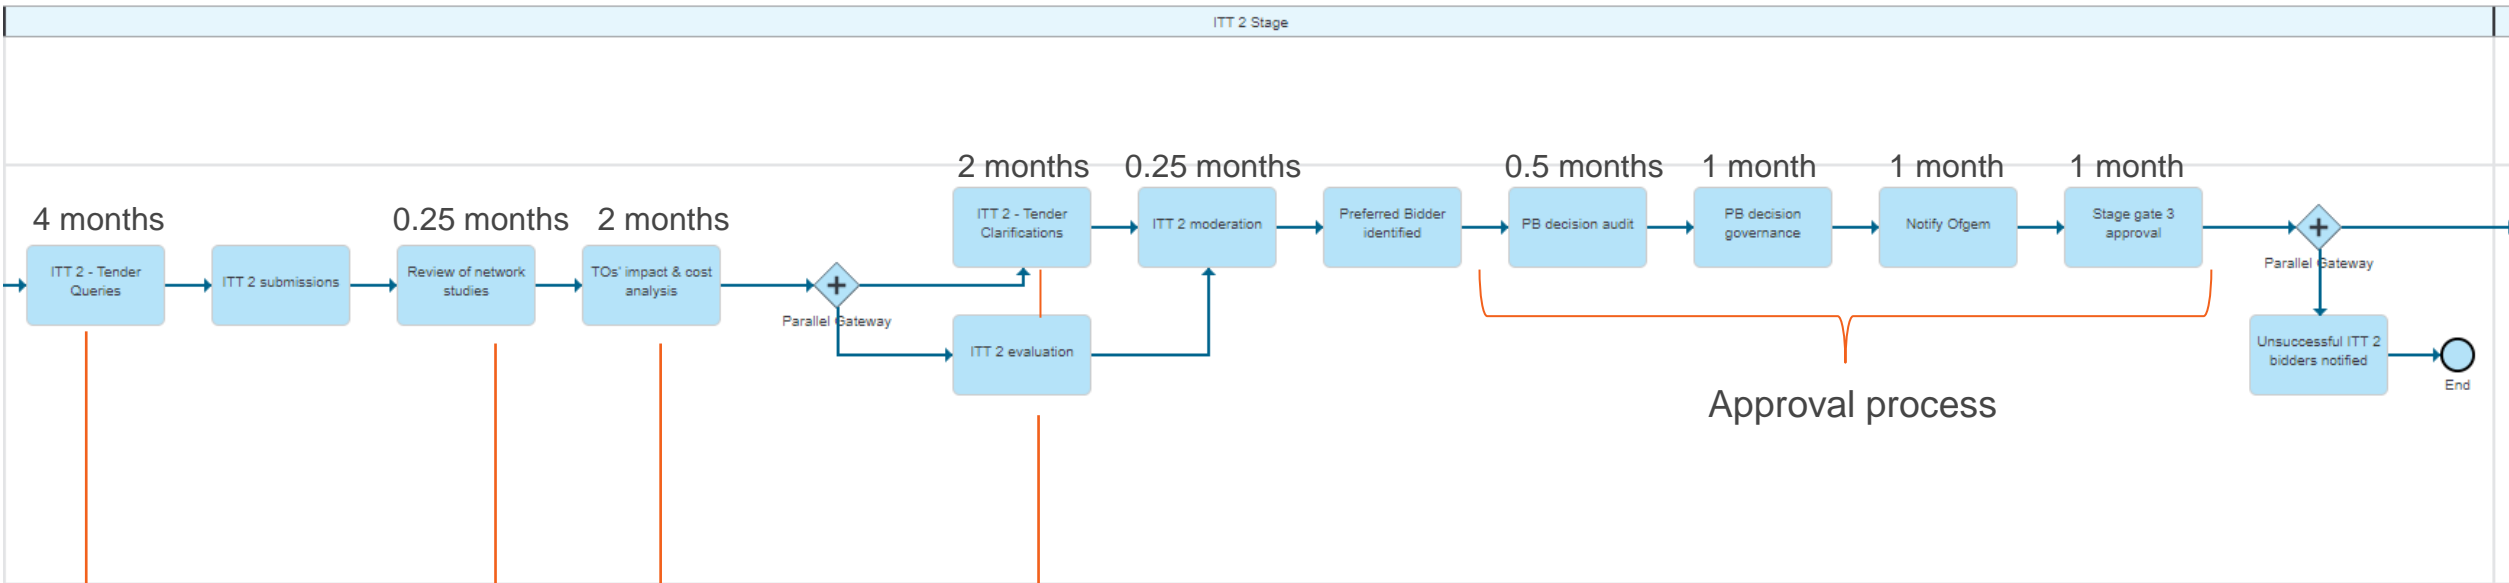 ITT 2 Stage
4 months
ITT 2 - Tender
Queries
ITT 2 submissions
0.25 months
Review of network
studies
2 months
TOs' impact & cost
analysis
Parallel Gateway
2 months
ITT 2 - Tender
Clarifications
ITT 2 evaluation
0.25 months
ITT 2 moderation
Preferred Bidder
identified
0.5 months
PB decision audit
1 month
PB decision
governance
1 month
Notify Ofgem
1 month
Stage gate 3
approval
Approval process
Parallel Gateway
Unsuccessful ITT 2
bidders notified
End